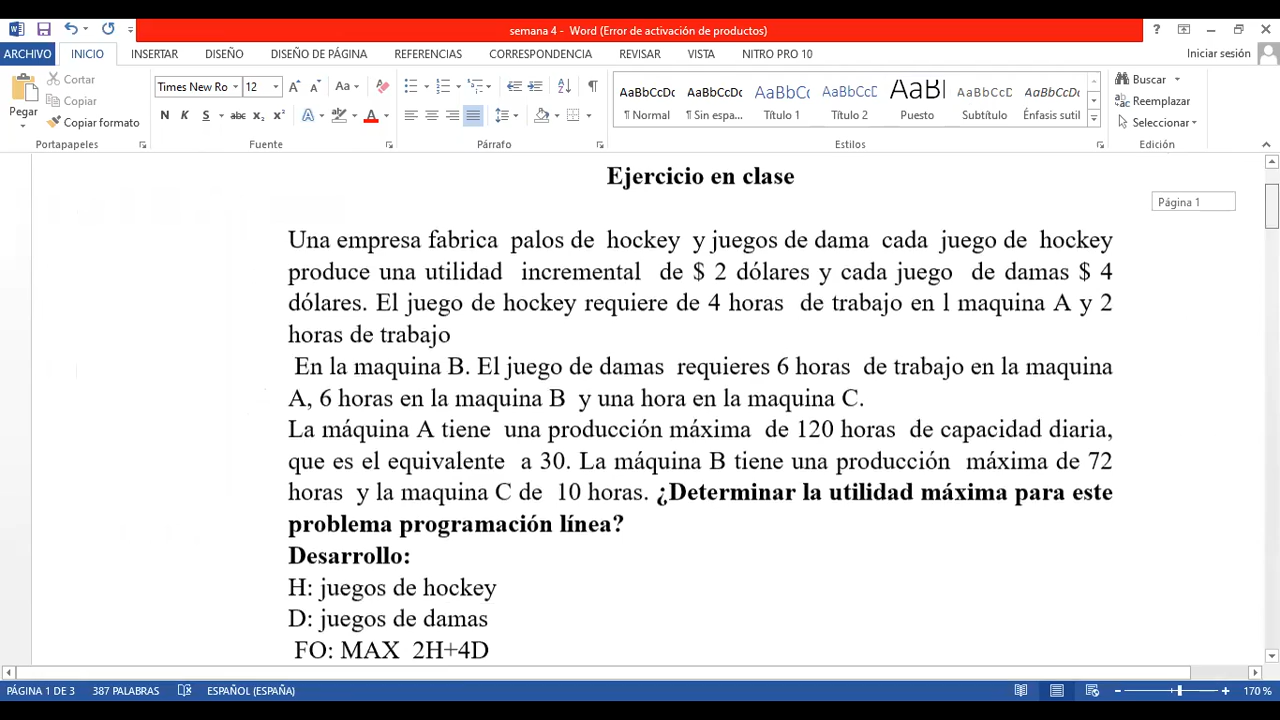 semana 4 - Word (Error de activación de productos)
ARCHIVO INICIO INSERTAR DISEÑO DISEÑO DE PÁGINA REFERENCIAS CORRESPONDENCIA REVISAR VISTA NITRO PRO 10 Iniciar sesión
Pegar
Cortar
Copiar
Copiar formato
Times New Ro 12
N K S abc x₂ x²
AaBbCcDc AaBbCcDc AaBbCcDc AaBbCcDc AaBbl AaBbCcDc AaBbCcDc
¶ Normal ¶ Sin espa... Título 1 Título 2 Puesto Subtítulo Énfasis sutil
Buscar
Reemplazar
Seleccionar
Portapapeles Fuente Párrafo Estilos Edición
Ejercicio en clase
Página 1
Una empresa fabrica palos de hockey y juegos de dama cada juego de hockey
produce una utilidad incremental de $ 2 dólares y cada juego de damas $ 4
dólares. El juego de hockey requiere de 4 horas de trabajo en l maquina A y 2
horas de trabajo
En la maquina B. El juego de damas requieres 6 horas de trabajo en la maquina
A, 6 horas en la maquina B y una hora en la maquina C.
La máquina A tiene una producción máxima de 120 horas de capacidad diaria,
que es el equivalente a 30. La máquina B tiene una producción máxima de 72
horas y la maquina C de 10 horas. ¿Determinar la utilidad máxima para este
problema programación línea?
Desarrollo:
H: juegos de hockey
D: juegos de damas
FO: MAX 2H+4D
PÁGINA 1 DE 3 387 PALABRAS ESPAÑOL (ESPAÑA) 170 %